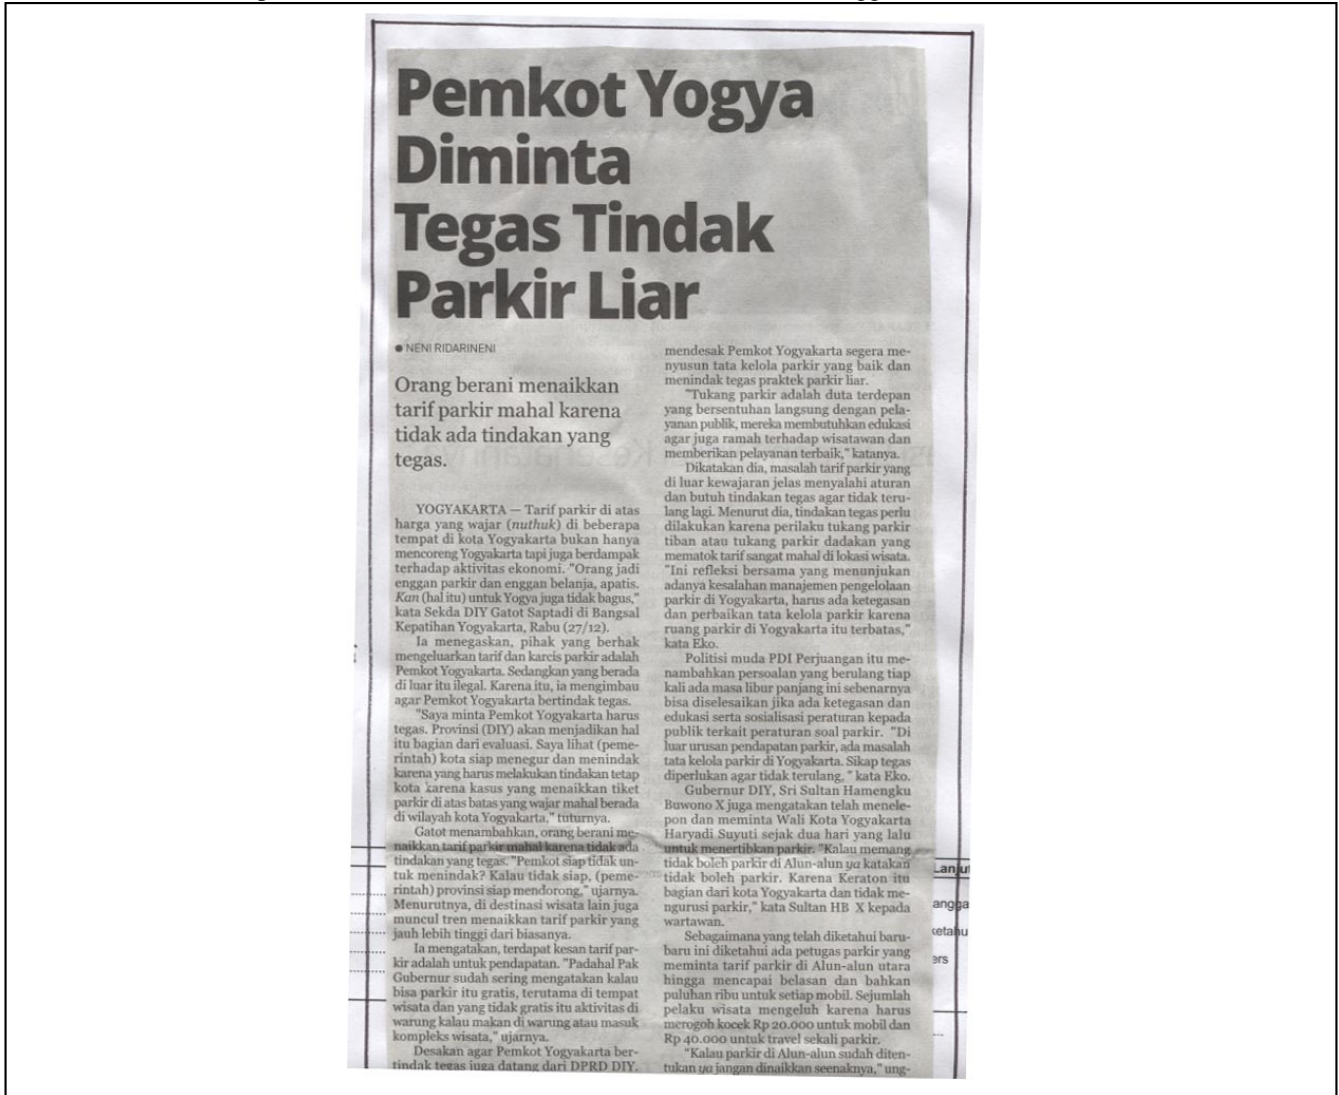 Pemkot Yogya
Diminta
Tegas Tindak
Parkir Liar
● NENI RIDARINENI
Orang berani menaikkan
tarif parkir mahal karena
tidak ada tindakan yang
tegas.
YOGYAKARTA — Tarif parkir di atas
harga yang wajar (nuthuk) di beberapa
tempat di kota Yogyakarta bukan hanya
mencoreng Yogyakarta tapi juga berdampak
terhadap aktivitas ekonomi. "Orang jadi
enggan parkir dan enggan belanja, apatis.
Kan (hal itu) untuk Yogya juga tidak bagus,"
kata Sekda DIY Gatot Saptadi di Bangsal
Kepatihan Yogyakarta, Rabu (27/12).
Ia menegaskan, pihak yang berhak
mengeluarkan tarif dan karcis parkir adalah
Pemkot Yogyakarta. Sedangkan yang berada
di luar itu ilegal. Karena itu, ia mengimbau
agar Pemkot Yogyakarta bertindak tegas.
"Saya minta Pemkot Yogyakarta harus
tegas. Provinsi (DIY) akan menjadikan hal
itu bagian dari evaluasi. Saya lihat (peme-
rintah) kota siap menegur dan menindak
karena yang harus melakukan tindakan tetap
kota karena kasus yang menaikkan tiket
parkir di atas batas yang wajar mahal berada
di wilayah kota Yogyakarta," tuturnya.
Gatot menambahkan, orang berani me-
naikkan tarif parkir mahal karena tidak ada
tindakan yang tegas. "Pemkot siap tidak un-
tuk menindak? Kalau tidak siap, (peme-
rintah) provinsi siap mendorong," ujarnya.
Menurutnya, di destinasi wisata lain juga
muncul tren menaikkan tarif parkir yang
jauh lebih tinggi dari biasanya.
Ia mengatakan, terdapat kesan tarif par-
kir adalah untuk pendapatan. "Padahal Pak
Gubernur sudah sering mengatakan kalau
bisa parkir itu gratis, terutama di tempat
wisata dan yang tidak gratis itu aktivitas di
warung kalau makan di warung atau masuk
kompleks wisata," ujarnya.
Desakan agar Pemkot Yogyakarta ber-
tindak tegas juga datang dari DPRD DIY.
mendesak Pemkot Yogyakarta segera me-
nyusun tata kelola parkir yang baik dan
menindak tegas praktek parkir liar.
"Tukang parkir adalah duta terdepan
yang bersentuhan langsung dengan pela-
yanan publik, mereka membutuhkan edukasi
agar juga ramah terhadap wisatawan dan
memberikan pelayanan terbaik," katanya.
Dikatakan dia, masalah tarif parkir yang
di luar kewajaran jelas menyalahi aturan
dan butuh tindakan tegas agar tidak teru-
lang lagi. Menurut dia, tindakan tegas perlu
dilakukan karena perilaku tukang parkir
tiban atau tukang parkir dadakan yang
mematok tarif sangat mahal di lokasi wisata.
"Ini refleksi bersama yang menunjukan
adanya kesalahan manajemen pengelolaan
parkir di Yogyakarta, harus ada ketegasan
dan perbaikan tata kelola parkir karena
ruang parkir di Yogyakarta itu terbatas,"
kata Eko.
Politisi muda PDI Perjuangan itu me-
nambahkan persoalan yang berulang tiap
kali ada masa libur panjang ini sebenarnya
bisa diselesaikan jika ada ketegasan dan
edukasi serta sosialisasi peraturan kepada
publik terkait peraturan soal parkir. "Di
luar urusan pendapatan parkir, ada masalah
tata kelola parkir di Yogyakarta. Sikap tegas
diperlukan agar tidak terulang, " kata Eko.
Gubernur DIY, Sri Sultan Hamengku
Buwono X juga mengatakan telah menele-
pon dan meminta Wali Kota Yogyakarta
Haryadi Suyuti sejak dua hari yang lalu
untuk menertibkan parkir. "Kalau memang
tidak boleh parkir di Alun-alun ya katakan
tidak boleh parkir. Karena Keraton itu
bagian dari kota Yogyakarta dan tidak me-
ngurusi parkir," kata Sultan HB X kepada
wartawan.
Sebagaimana yang telah diketahui baru-
baru ini diketahui ada petugas parkir yang
meminta tarif parkir di Alun-alun utara
hingga mencapai belasan dan bahkan
puluhan ribu untuk setiap mobil. Sejumlah
pelaku wisata mengeluh karena harus
merogoh kocek Rp 20.000 untuk mobil dan
Rp 40.000 untuk travel sekali parkir.
"Kalau parkir di Alun-alun sudah diten-
tukan ya jangan dinaikkan seenaknya," ung-
Lanjut
angga
ketahu
ers